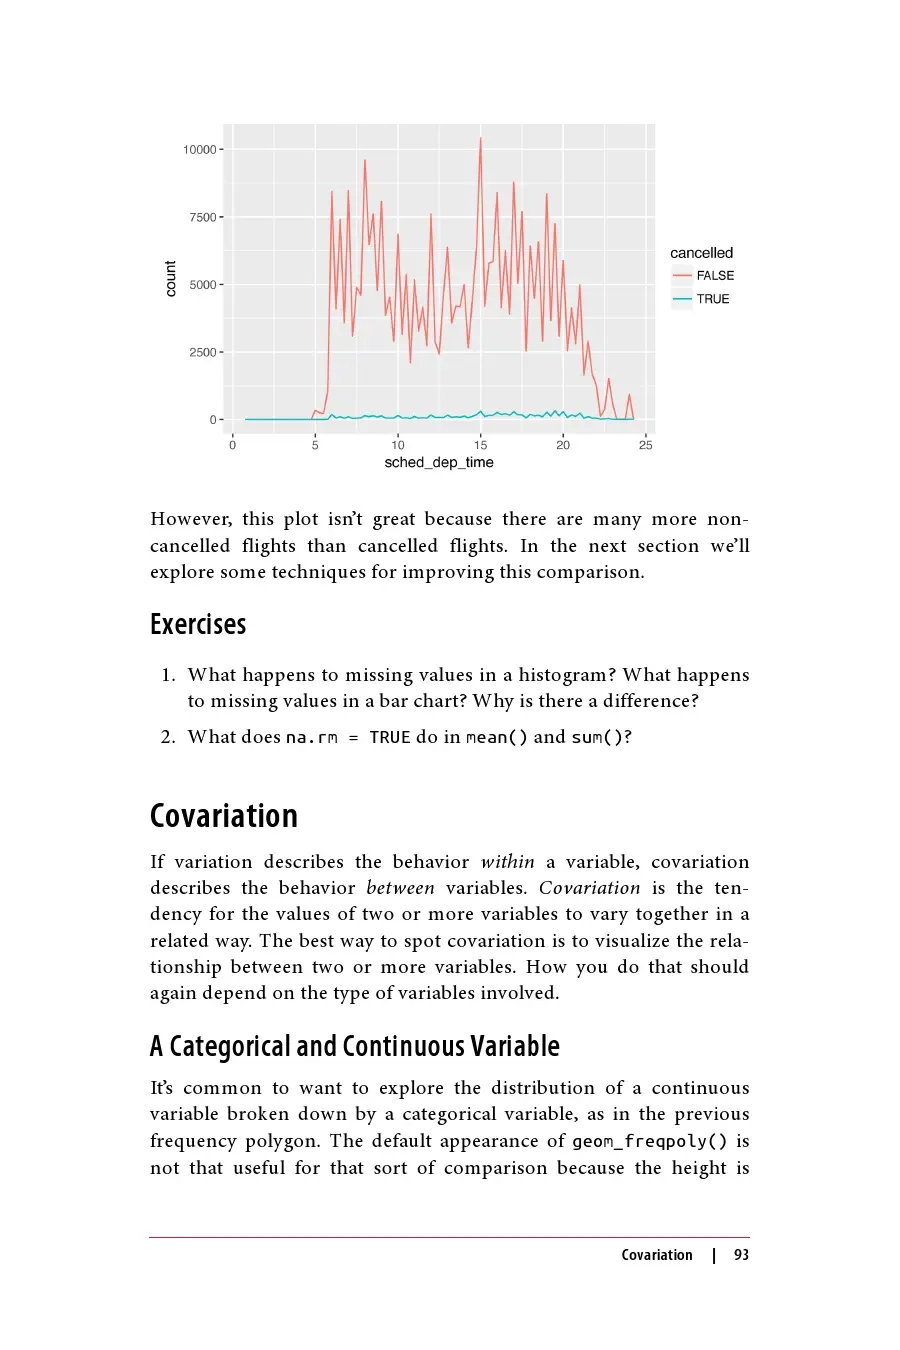 10000
7500
5000
2500
0
count
0 5 10 15 20 25
sched_dep_time
cancelled
FALSE
TRUE
However, this plot isn’t great because there are many more non-
cancelled flights than cancelled flights. In the next section we’ll
explore some techniques for improving this comparison.
Exercises
1. What happens to missing values in a histogram? What happens
to missing values in a bar chart? Why is there a difference?
2. What does na.rm = TRUE do in mean() and sum()?
Covariation
If variation describes the behavior within a variable, covariation
describes the behavior between variables. Covariation is the ten-
dency for the values of two or more variables to vary together in a
related way. The best way to spot covariation is to visualize the rela-
tionship between two or more variables. How you do that should
again depend on the type of variables involved.
A Categorical and Continuous Variable
It’s common to want to explore the distribution of a continuous
variable broken down by a categorical variable, as in the previous
frequency polygon. The default appearance of geom_freqpoly() is
not that useful for that sort of comparison because the height is
Covariation | 93